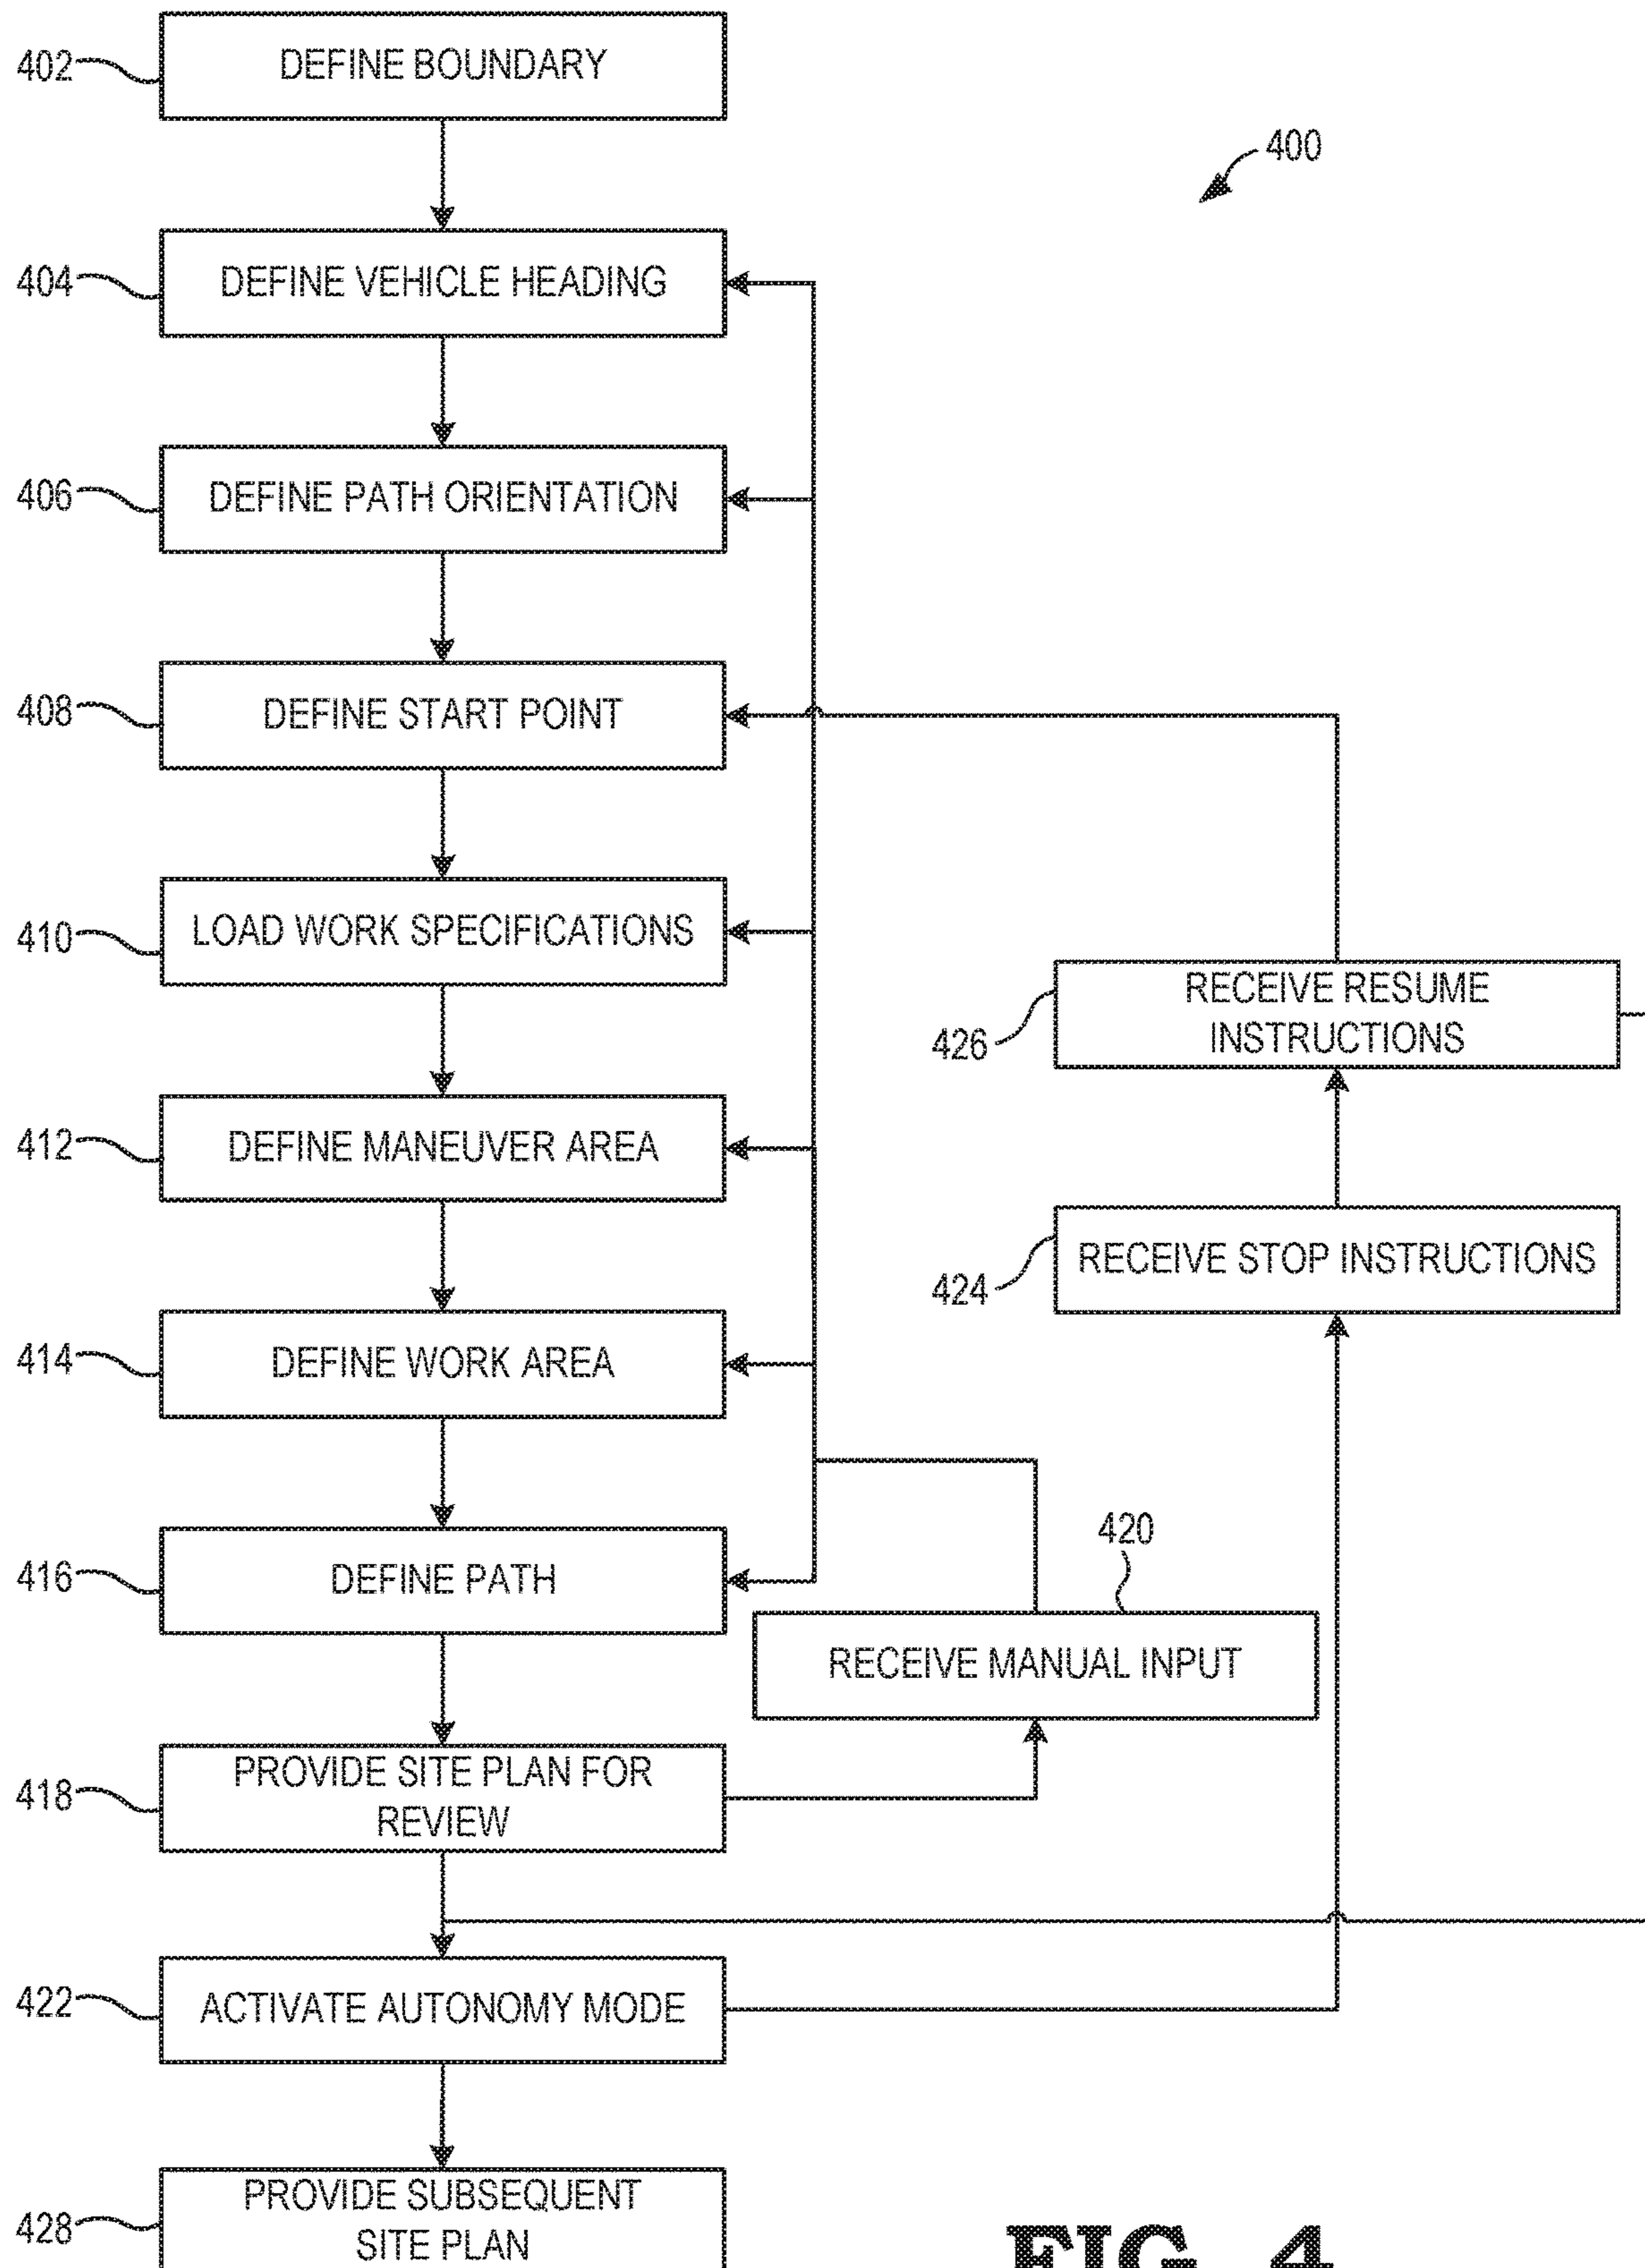 402
DEFINE BOUNDARY
400
404
DEFINE VEHICLE HEADING
406
DEFINE PATH ORIENTATION
408
DEFINE START POINT
410
LOAD WORK SPECIFICATIONS
426
RECEIVE RESUME
INSTRUCTIONS
412
DEFINE MANEUVER AREA
424
RECEIVE STOP INSTRUCTIONS
414
DEFINE WORK AREA
416
DEFINE PATH
420
RECEIVE MANUAL INPUT
418
PROVIDE SITE PLAN FOR
REVIEW
422
ACTIVATE AUTONOMY MODE
428
PROVIDE SUBSEQUENT
SITE PLAN
FIG. 4